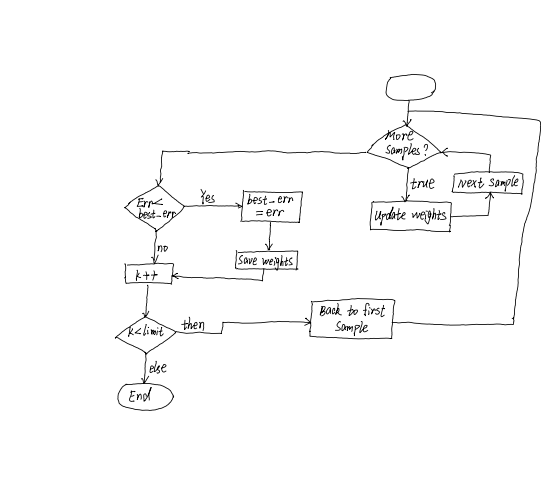 More
samples?
true
Next sample
Update weights
Err<
best_err
Yes
best_err
=err
Save weights
no
k++
k<limit
then
Back to first
Sample
else
End